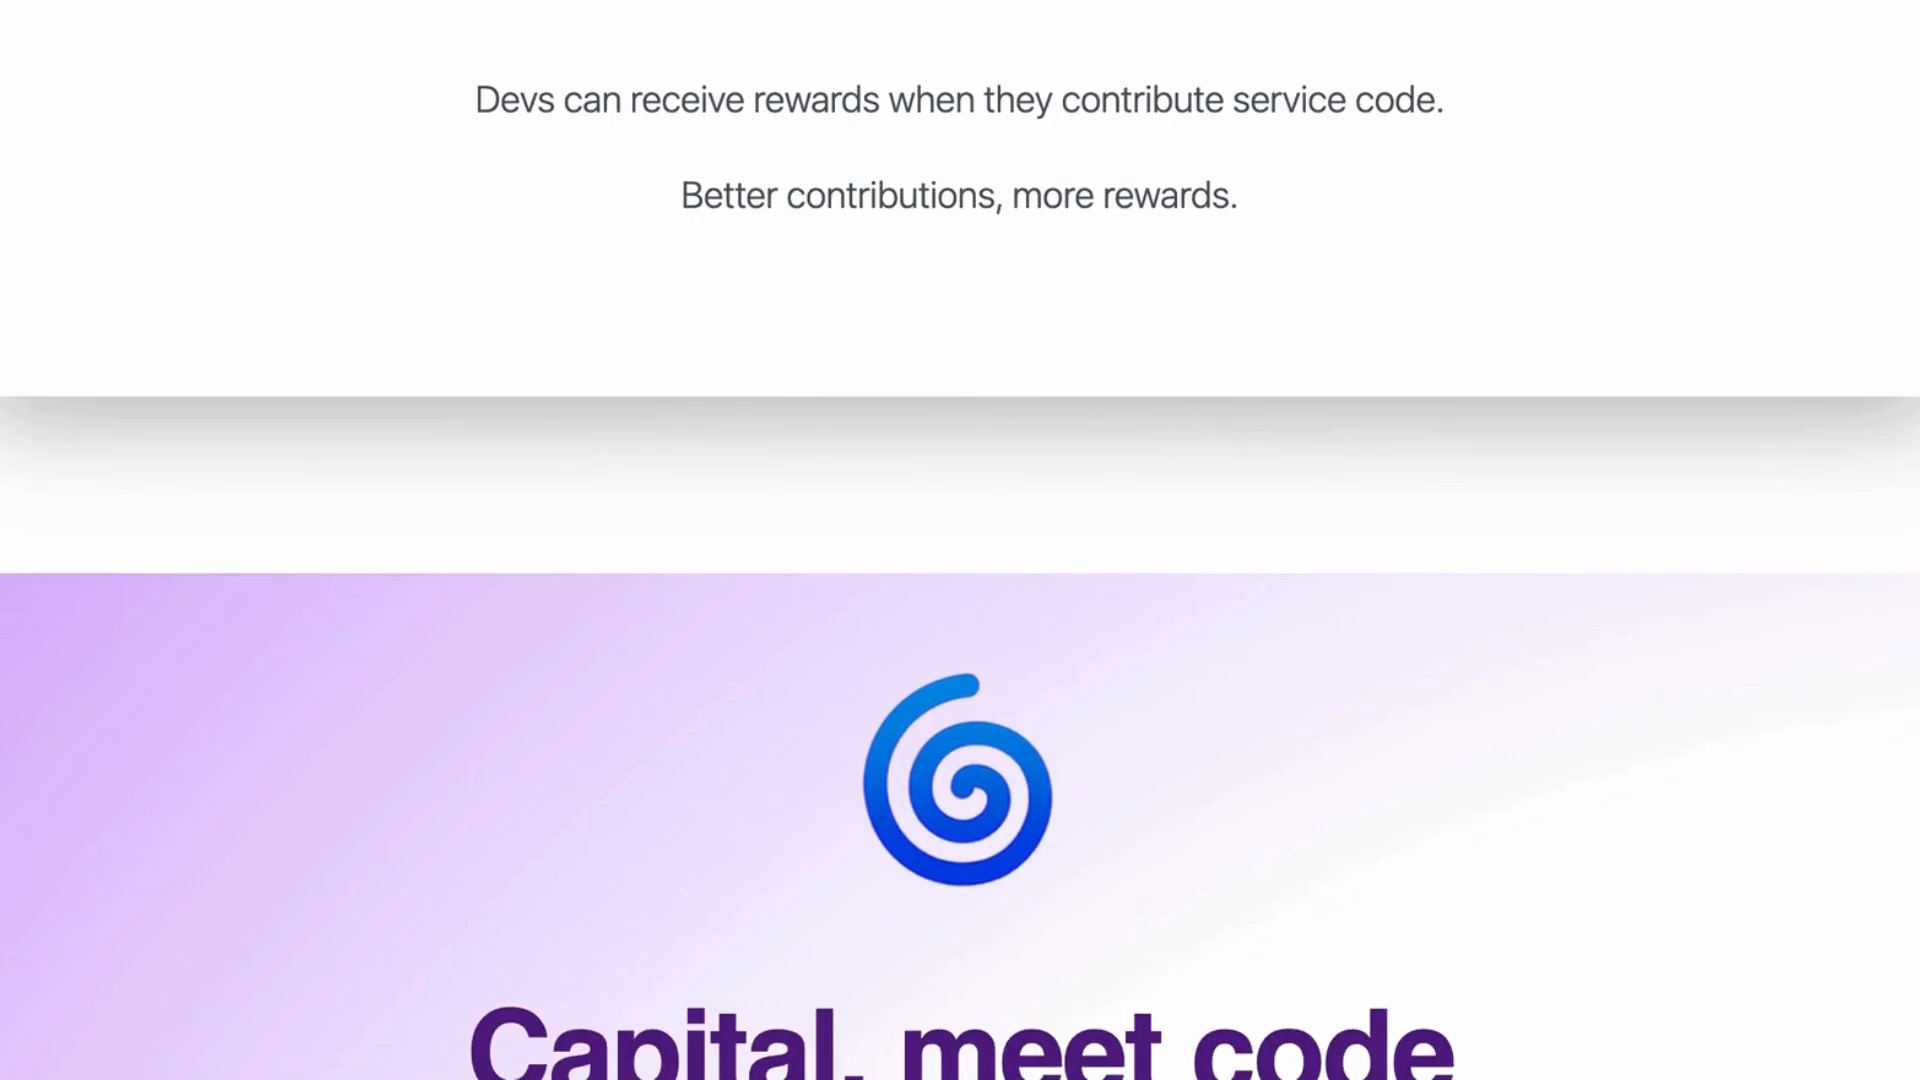 Devs can receive rewards when they contribute service code.
Better contributions, more rewards.
Capital, meet code